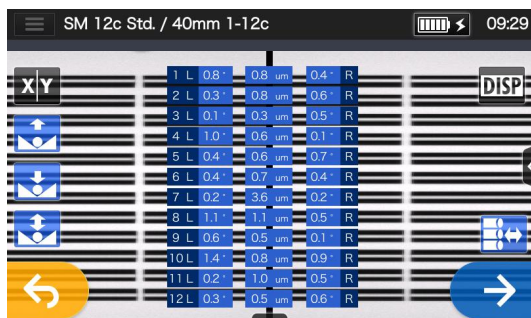 SM 12c Std. / 40mm 1-12c 09:29
X Y
DISP
1 L 0.8° 0.8 um 0.4° R
2 L 0.3° 0.8 um 0.6° R
3 L 0.1° 0.3 um 0.5° R
4 L 1.0° 0.6 um 0.1° R
5 L 0.4° 0.6 um 0.7° R
6 L 0.4° 0.7 um 0.4° R
7 L 0.2° 3.6 um 0.2° R
8 L 1.1° 1.1 um 0.5° R
9 L 0.6° 0.5 um 0.1° R
10 L 1.4° 0.8 um 0.9° R
11 L 0.2° 1.0 um 0.5° R
12 L 0.3° 0.5 um 0.6° R